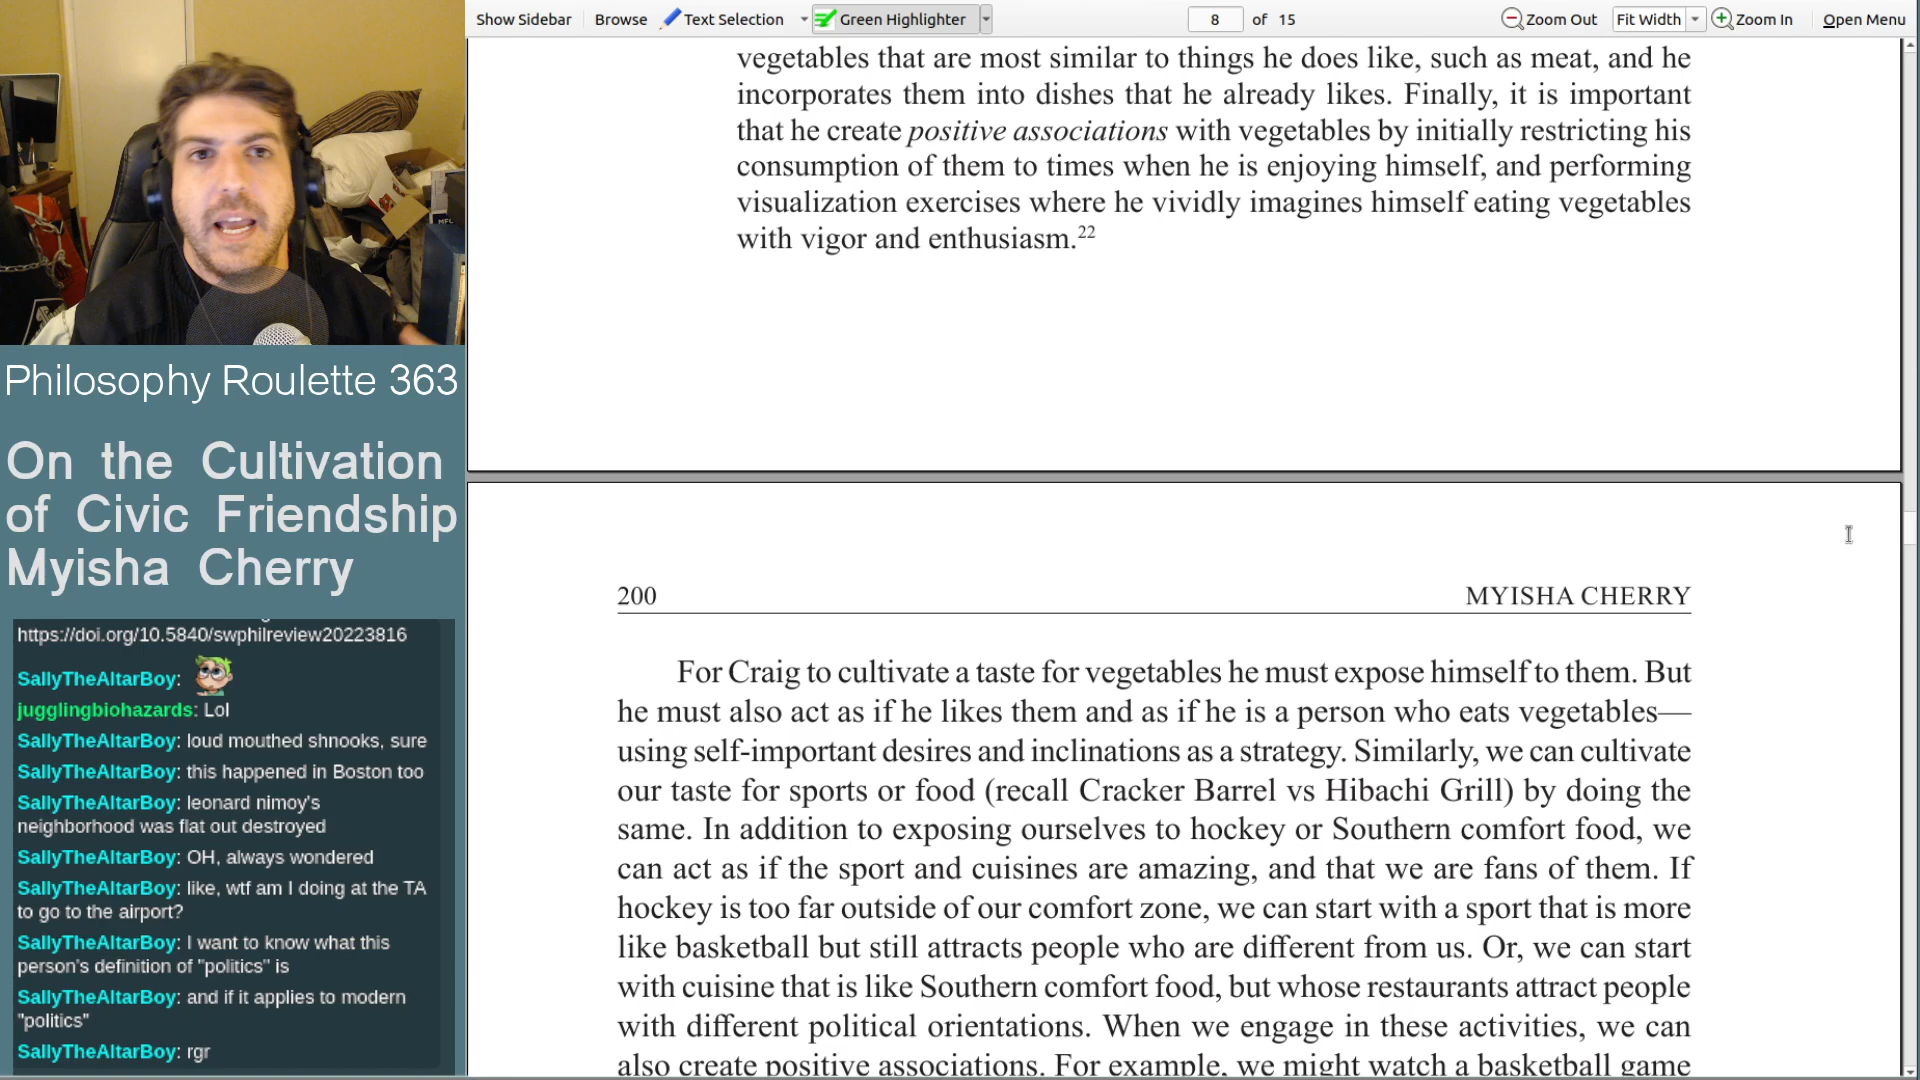 Show Sidebar Browse Text Selection Green Highlighter 8 of 15 Zoom Out Fit Width Zoom In Open Menu
vegetables that are most similar to things he does like, such as meat, and he
incorporates them into dishes that he already likes. Finally, it is important
that he create positive associations with vegetables by initially restricting his
consumption of them to times when he is enjoying himself, and performing
visualization exercises where he vividly imagines himself eating vegetables
with vigor and enthusiasm.22
200 MYISHA CHERRY
For Craig to cultivate a taste for vegetables he must expose himself to them. But
he must also act as if he likes them and as if he is a person who eats vegetables—
using self-important desires and inclinations as a strategy. Similarly, we can cultivate
our taste for sports or food (recall Cracker Barrel vs Hibachi Grill) by doing the
same. In addition to exposing ourselves to hockey or Southern comfort food, we
can act as if the sport and cuisines are amazing, and that we are fans of them. If
hockey is too far outside of our comfort zone, we can start with a sport that is more
like basketball but still attracts people who are different from us. Or, we can start
with cuisine that is like Southern comfort food, but whose restaurants attract people
with different political orientations. When we engage in these activities, we can
also create positive associations. For example, we might watch a basketball game
Philosophy Roulette 363
On the Cultivation
of Civic Friendship
Myisha Cherry
https://doi.org/10.5840/swphilreview20223816
SallyTheAltarBoy:
jugglingbiohazards: Lol
SallyTheAltarBoy: loud mouthed shnooks, sure
SallyTheAltarBoy: this happened in Boston too
SallyTheAltarBoy: leonard nimoy's
neighborhood was flat out destroyed
SallyTheAltarBoy: OH, always wondered
SallyTheAltarBoy: like, wtf am I doing at the TA
to go to the airport?
SallyTheAltarBoy: I want to know what this
person's definition of "politics" is
SallyTheAltarBoy: and if it applies to modern
"politics"
SallyTheAltarBoy: rgr